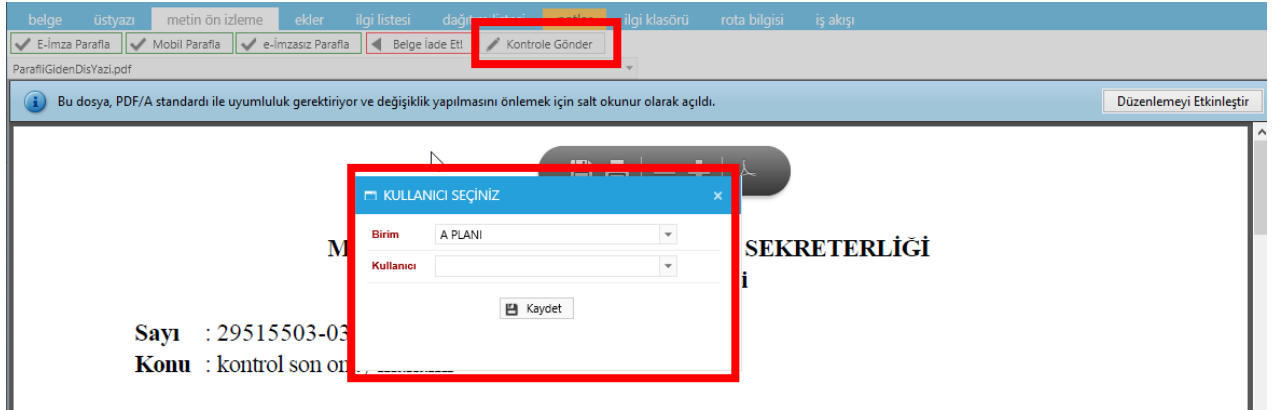 belge üstyazı metin ön izleme ekler ilgi listesi ilgi klasörü rota bilgisi iş akışı
E-İmza Parafla Mobil Parafla e-İmzasız Parafla Belge İade Et! Kontrole Gönder
ParafliGidenDisYazi.pdf
Bu dosya, PDF/A standardı ile uyumluluk gerektiriyor ve değişiklik yapılmasını önlemek için salt okunur olarak açıldı. Düzenlemeyi Etkinleştir
KULLANICI SEÇİNİZ
Birim A PLANI
M SEKRETERLİĞİ
Kullanıcı
i
Kaydet
Sayı : 29515503-03
Konu : kontrol son